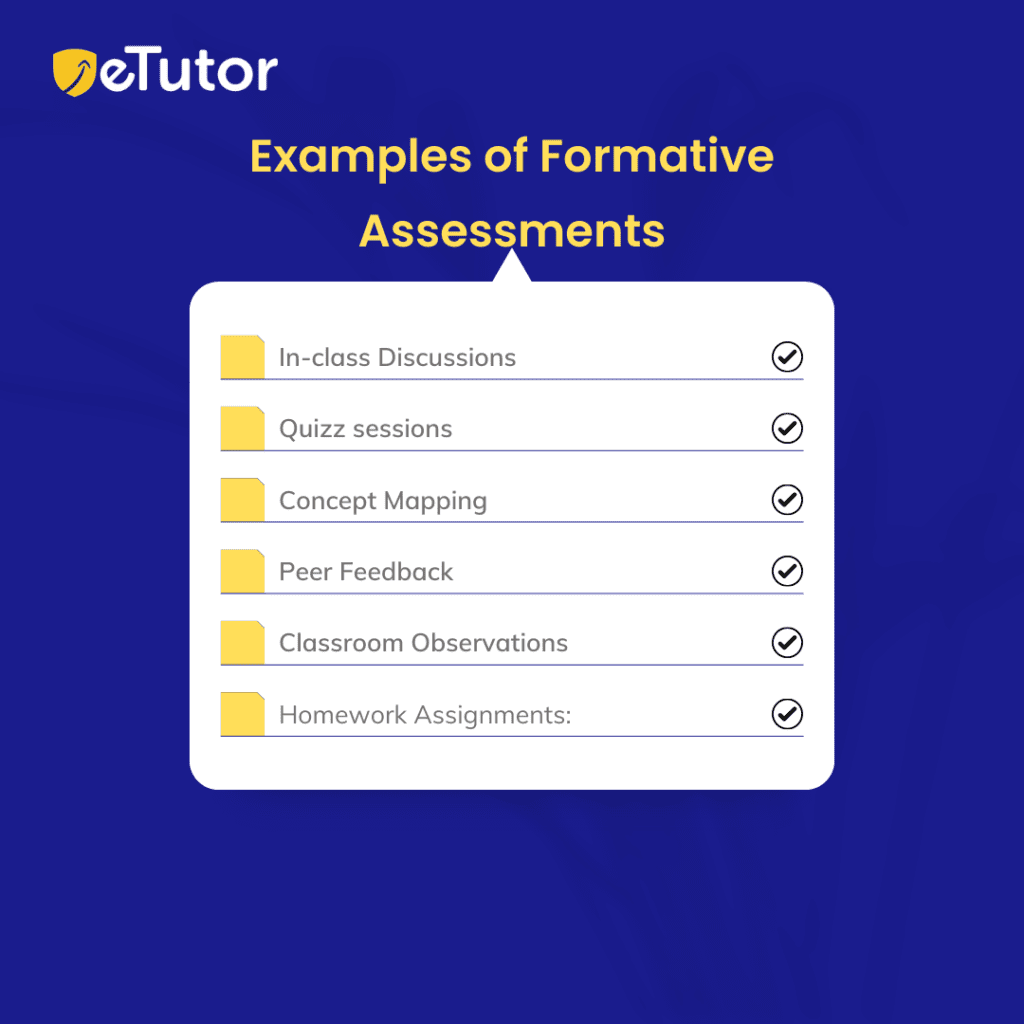 eTutor
Examples of Formative
Assessments
In-class Discussions
Quizz sessions
Concept Mapping
Peer Feedback
Classroom Observations
Homework Assignments: